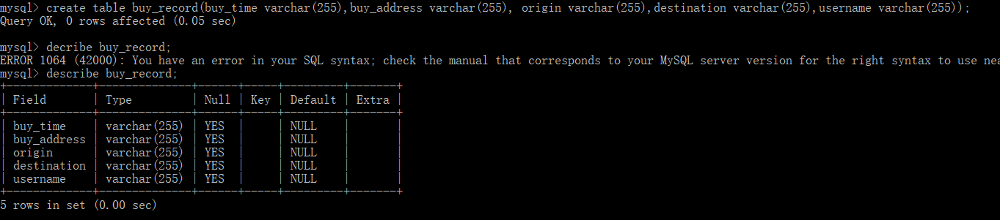 mysql> create table buy_record(buy_time varchar(255),buy_address varchar(255), origin varchar(255),destination varchar(255),username varchar(255));
Query OK, 0 rows affected (0.05 sec)

mysql> decribe buy_record;
ERROR 1064 (42000): You have an error in your SQL syntax; check the manual that corresponds to your MySQL server version for the right syntax to use nea
mysql> describe buy_record;
+-------------+--------------+------+-----+---------+-------+
| Field       | Type         | Null | Key | Default | Extra |
+-------------+--------------+------+-----+---------+-------+
| buy_time    | varchar(255) | YES  |     | NULL    |       |
| buy_address | varchar(255) | YES  |     | NULL    |       |
| origin      | varchar(255) | YES  |     | NULL    |       |
| destination | varchar(255) | YES  |     | NULL    |       |
| username    | varchar(255) | YES  |     | NULL    |       |
+-------------+--------------+------+-----+---------+-------+
5 rows in set (0.00 sec)